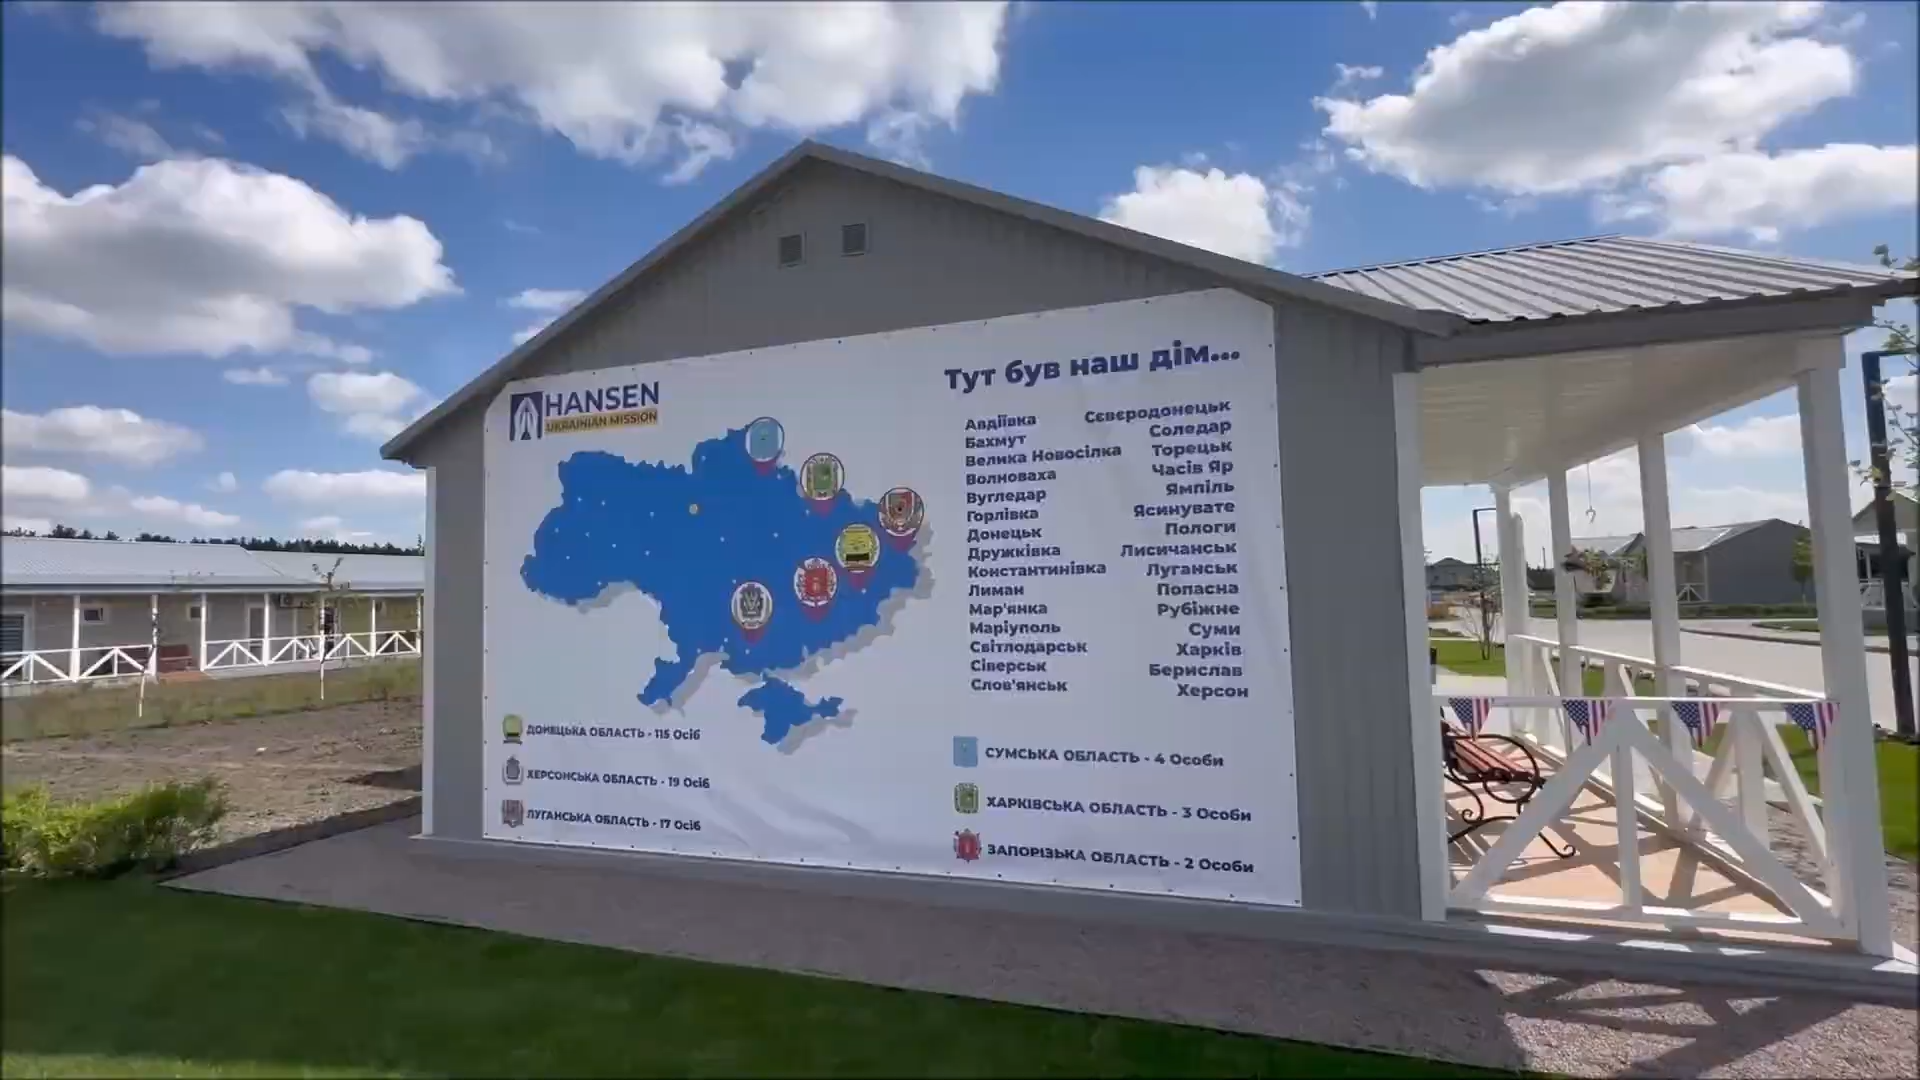 HANSEN
UKRAINIAN MISSION
Тут був наш дім...
Авдіївка
Бахмут
Велика Новосілка
Волноваха
Вугледар
Горлівка
Донецьк
Дружківка
Константинівка
Лиман
Мар'янка
Маріуполь
Світлодарськ
Сіверськ
Слов'янськ
Сєвєродонецьк
Соледар
Торецьк
Часів Яр
Ямпіль
Ясинувате
Пологи
Лисичанськ
Луганськ
Попасна
Рубіжне
Суми
Харків
Берислав
Херсон
ДОНЕЦЬКА ОБЛАСТЬ - 115 Осіб
ХЕРСОНСЬКА ОБЛАСТЬ - 19 Осіб
ЛУГАНСЬКА ОБЛАСТЬ - 17 Осіб
СУМСЬКА ОБЛАСТЬ - 4 Особи
ХАРКІВСЬКА ОБЛАСТЬ - 3 Особи
ЗАПОРІЗЬКА ОБЛАСТЬ - 2 Особи